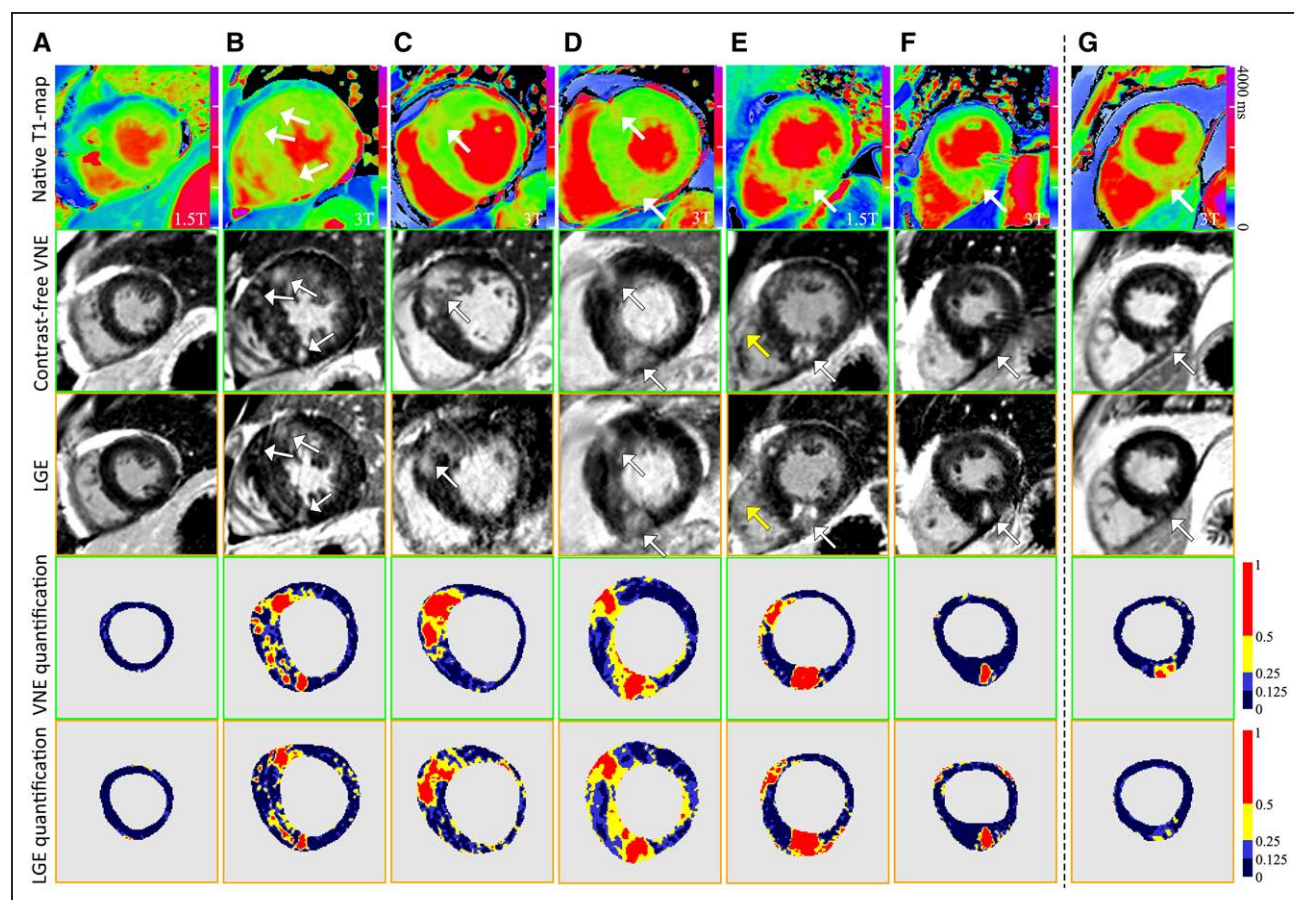 A B C D E F G
Native T1-map
1.5T
3T
3T
3T
1.5T
3T
3T
4000 ms
0
Contrast-free VNE
LGE
VNE quantification
1
0.5
0.25
0.125
0
LGE quantification
1
0.5
0.25
0.125
0